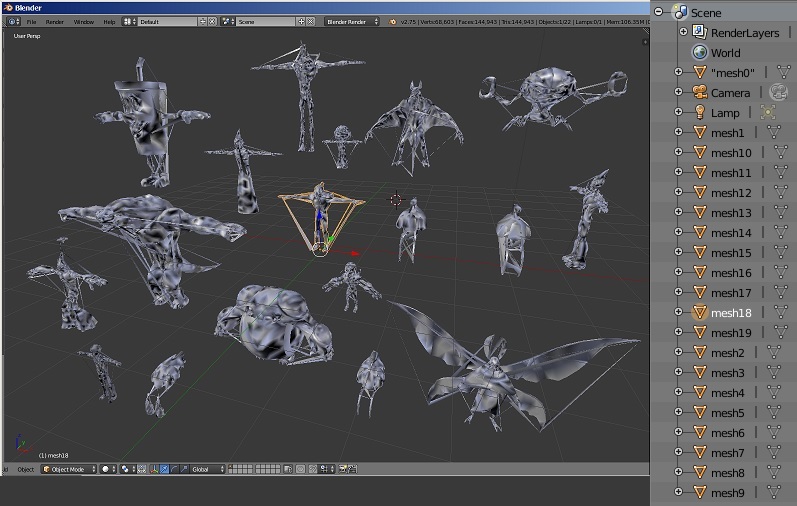 Blender
File Render Window Help Default Scene Blender Render v2.75 | Verts:68,603 | Faces:144,943 | Tris:144,943 | Objects:1/22 | Lamps:0/1 | Mem:106.35M
User Persp
(1) mesh18
Object Object Mode Global
Scene
RenderLayers
World
"mesh0"
Camera
Lamp
mesh1
mesh10
mesh11
mesh12
mesh13
mesh14
mesh15
mesh16
mesh17
mesh18
mesh19
mesh2
mesh3
mesh4
mesh5
mesh6
mesh7
mesh8
mesh9